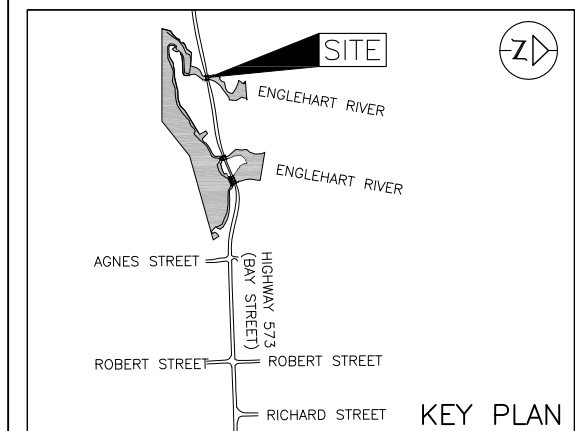 SITE
Z
ENGLEHART RIVER
ENGLEHART RIVER
AGNES STREET
HIGHWAY 573
(BAY STREET)
ROBERT STREET
ROBERT STREET
RICHARD STREET
KEY PLAN